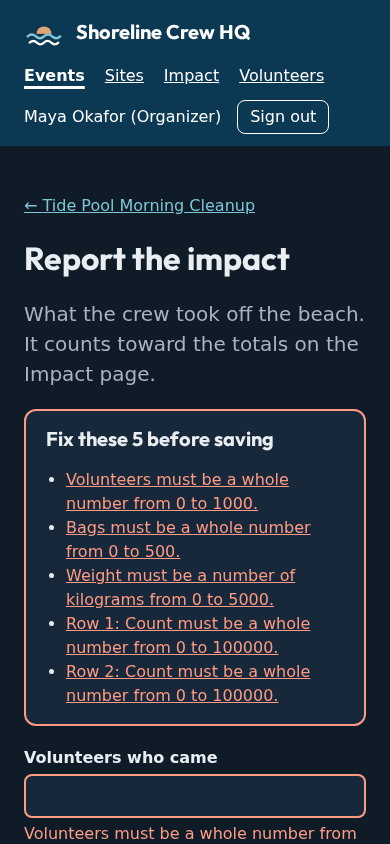 Shoreline Crew HQ
Events Sites Impact Volunteers
Maya Okafor (Organizer) Sign out
← Tide Pool Morning Cleanup
Report the impact
What the crew took off the beach.
It counts toward the totals on the
Impact page.
Fix these 5 before saving
• Volunteers must be a whole
number from 0 to 1000.
• Bags must be a whole number
from 0 to 500.
• Weight must be a number of
kilograms from 0 to 5000.
• Row 1: Count must be a whole
number from 0 to 100000.
• Row 2: Count must be a whole
number from 0 to 100000.
Volunteers who came
Volunteers must be a whole number from